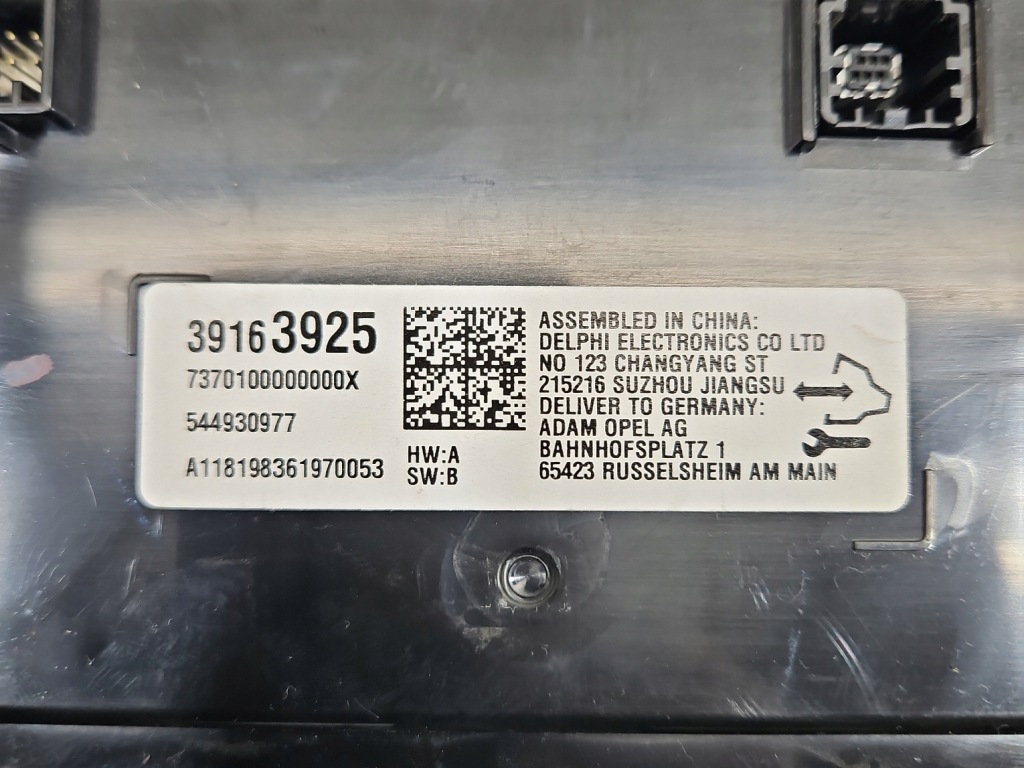 39163925
7370100000000X
544930977
A118198361970053
HW:A
SW:B
ASSEMBLED IN CHINA:
DELPHI ELECTRONICS CO LTD
NO 123 CHANGYANG ST
215216 SUZHOU JIANGSU
DELIVER TO GERMANY:
ADAM OPEL AG
BAHNHOFSPLATZ 1
65423 RUSSELSHEIM AM MAIN